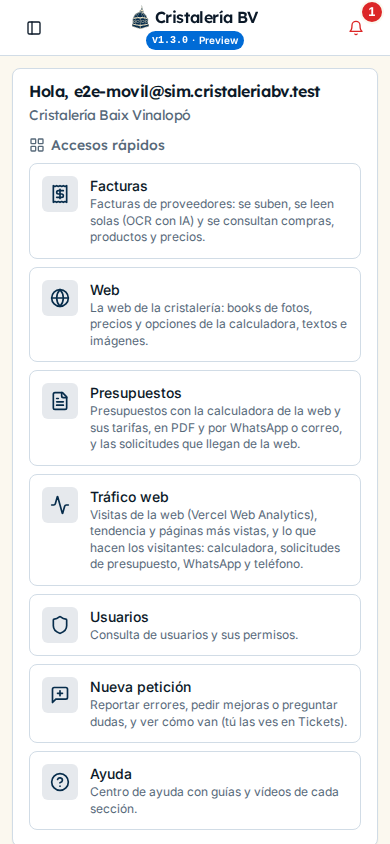 Cristalería BV
1
v1.3.0 · Preview
Hola, e2e-movil@sim.cristaleriabv.test
Cristalería Baix Vinalopó
Accesos rápidos
Facturas
Facturas de proveedores: se suben, se leen
solas (OCR con IA) y se consultan compras,
productos y precios.
Web
La web de la cristalería: books de fotos,
precios y opciones de la calculadora, textos e
imágenes.
Presupuestos
Presupuestos con la calculadora de la web y
sus tarifas, en PDF y por WhatsApp o correo,
y las solicitudes que llegan de la web.
Tráfico web
Visitas de la web (Vercel Web Analytics),
tendencia y páginas más vistas, y lo que
hacen los visitantes: calculadora, solicitudes
de presupuesto, WhatsApp y teléfono.
Usuarios
Consulta de usuarios y sus permisos.
Nueva petición
Reportar errores, pedir mejoras o preguntar
dudas, y ver cómo van (tú las ves en Tickets).
Ayuda
Centro de ayuda con guías y vídeos de cada
sección.